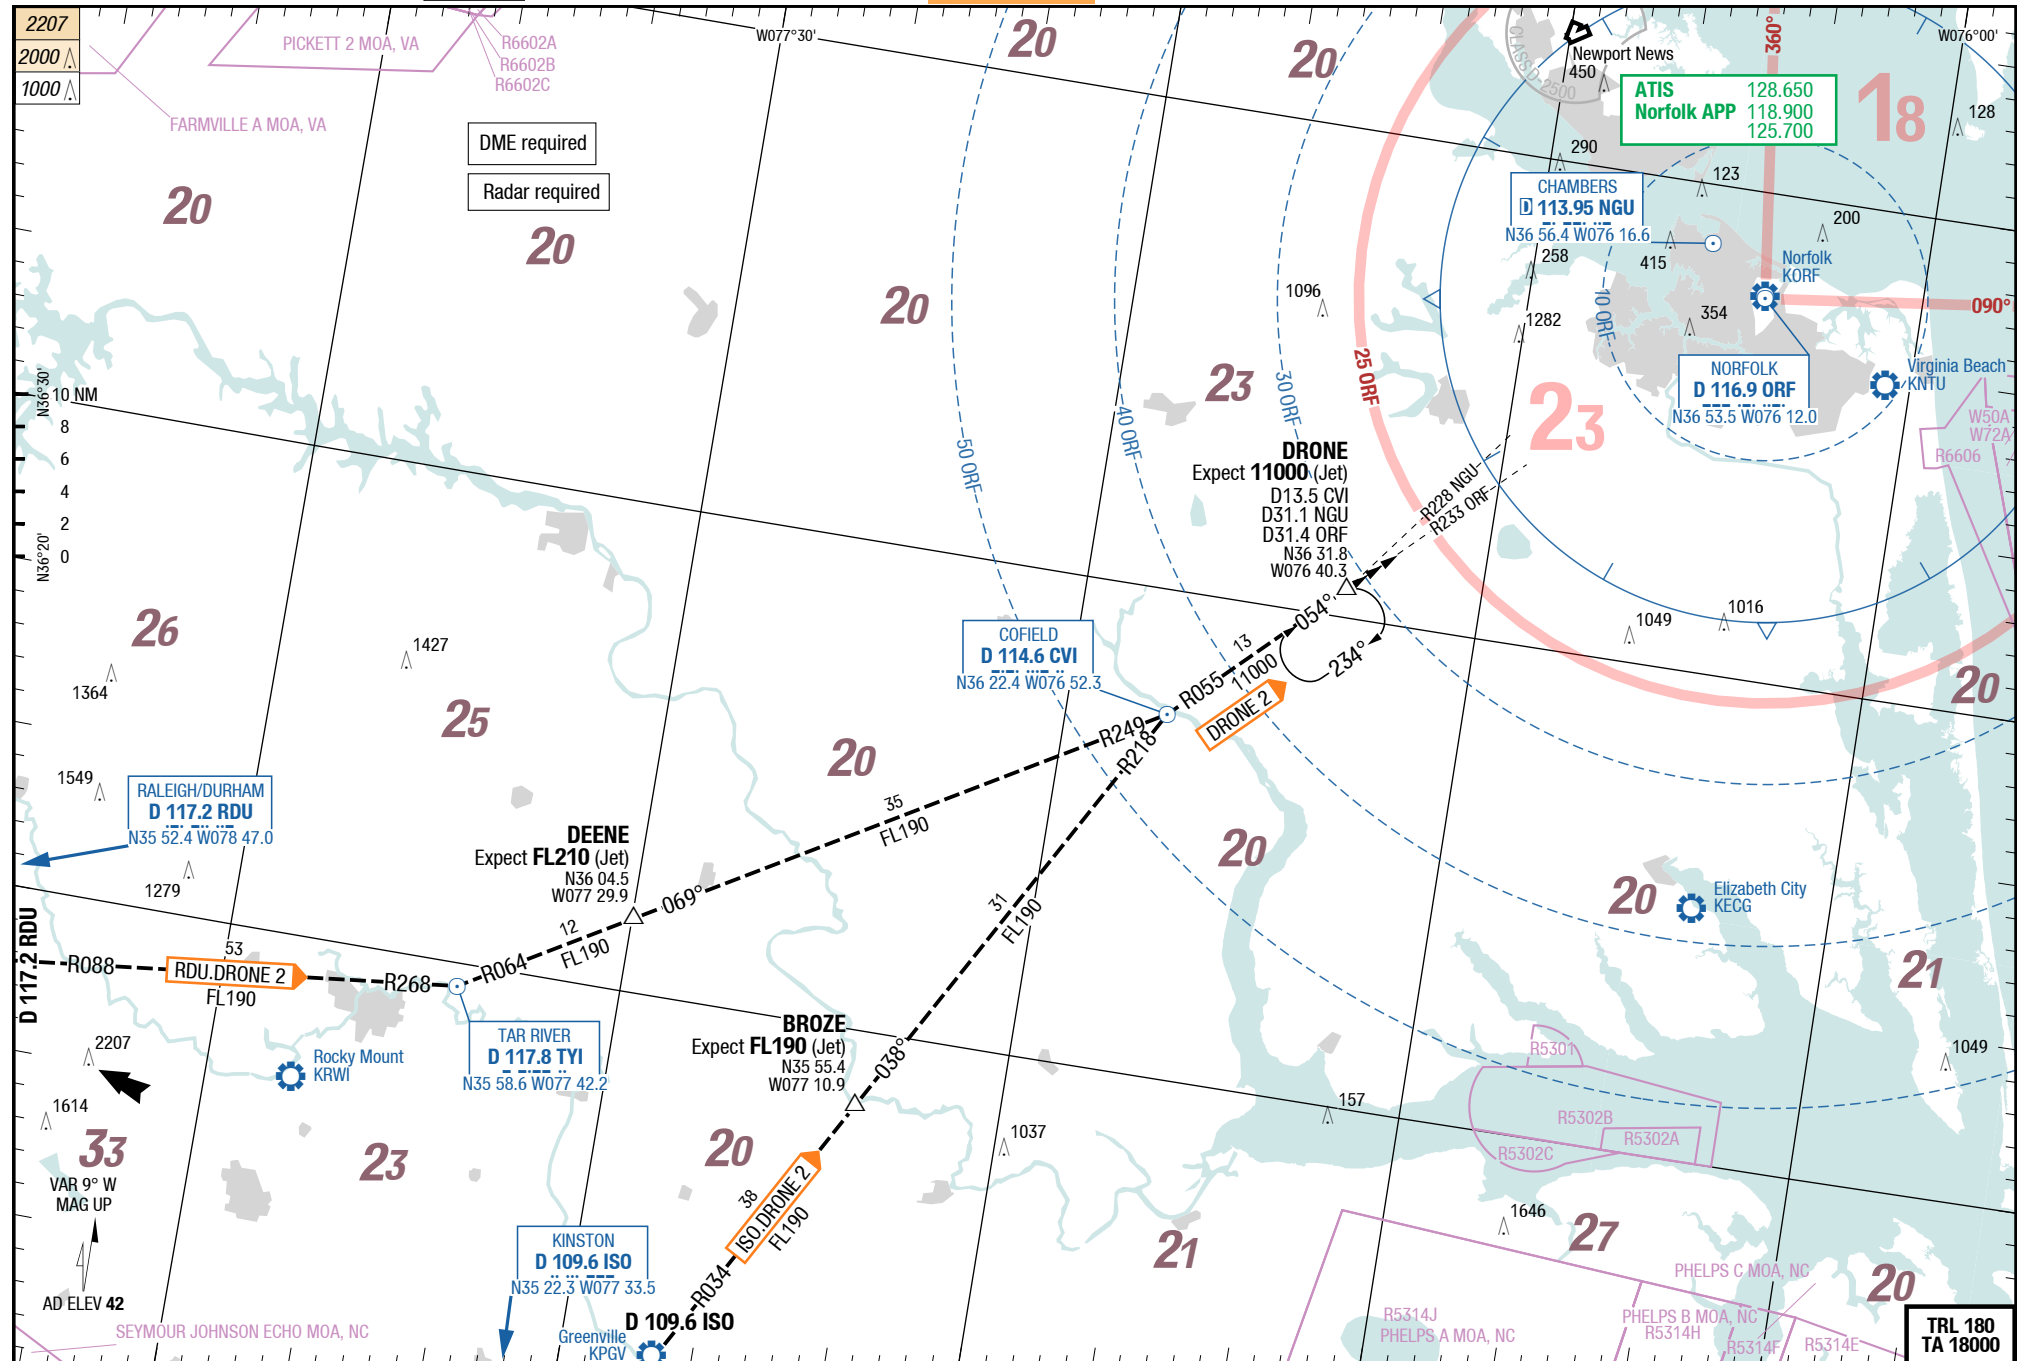 2207
2000
1000
PICKETT 2 MOA, VA
R6602A
R6602B
R6602C
FARMVILLE A MOA, VA
DME required
Radar required
W077°30'
W076°00'
20
20
20
20
20
CLASS D-2500
Newport News
450
360°
ATIS 128.650
Norfolk APP 118.900
125.700
18
128
290
123
CHAMBERS
D 113.95 NGU
N36 56.4 W076 16.6
200
258
415
Norfolk
KORF
1096
1282
354
10 ORF
090°
NORFOLK
D 116.9 ORF
N36 53.5 W076 12.0
Virginia Beach
KNTU
W50A
W72A
R6606
25 ORF
30 ORF
40 ORF
50 ORF
23
23
N36°30'
10 NM
8
6
4
2
0
N36°20'
DRONE
Expect 11000 (Jet)
D13.5 CVI
D31.1 NGU
D31.4 ORF
N36 31.8
W076 40.3
R228 NGU
R233 ORF
26
1427
1364
25
COFIELD
D 114.6 CVI
N36 22.4 W076 52.3
13
054°
R055
11000
234°
DRONE 2
1049
1016
20
R249
R218
20
1549
RALEIGH/DURHAM
D 117.2 RDU
N35 52.4 W078 47.0
1279
35
FL190
DEENE
Expect FL210 (Jet)
N36 04.5
W077 29.9
069°
12
FL190
31
FL190
20
20
Elizabeth City
KECG
21
D 117.2 RDU
R088
53
RDU.DRONE 2
FL190
R268
R064
TAR RIVER
D 117.8 TYI
N35 58.6 W077 42.2
Rocky Mount
KRWI
2207
1614
33
VAR 9° W
MAG UP
AD ELEV 42
23
BROZE
Expect FL190 (Jet)
N35 55.4
W077 10.9
038°
20
1037
157
1049
R5301
R5302B
R5302A
R5302C
38
ISO.DRONE 2
FL190
R034
KINSTON
D 109.6 ISO
N35 22.3 W077 33.5
D 109.6 ISO
Greenville
KPGV
SEYMOUR JOHNSON ECHO MOA, NC
21
1646
27
PHELPS C MOA, NC
20
R5314J
PHELPS A MOA, NC
PHELPS B MOA, NC
R5314H
R5314F
R5314E
TRL 180
TA 18000